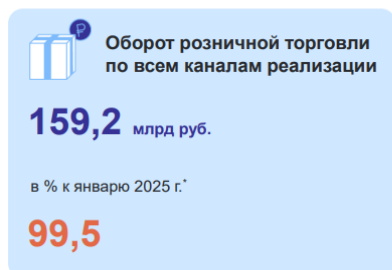 ₽
Оборот розничной торговли
по всем каналам реализации
159,2 млрд руб.
в % к январю 2025 г.*
99,5